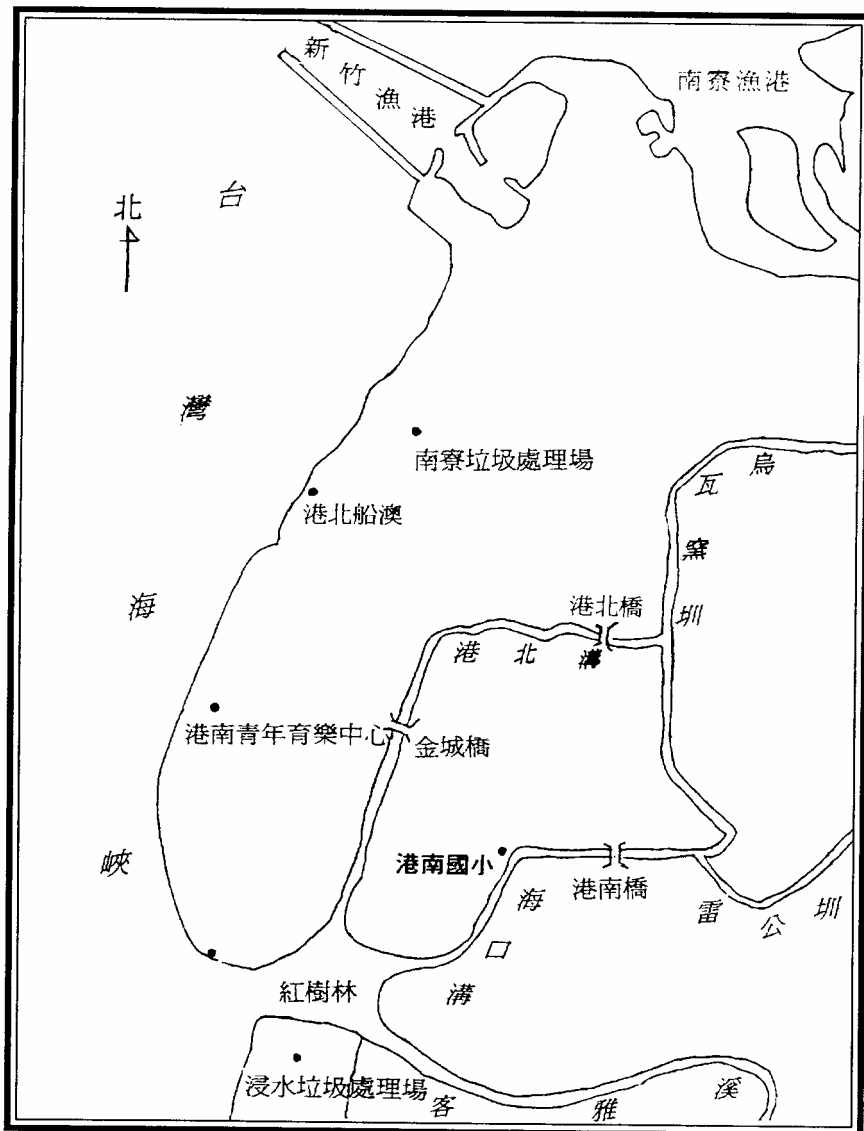 新竹漁港
南寮漁港
北
台灣海峽
南寮垃圾處理場
港北船澳
烏瓦窯圳
港北橋
港北溝
港南青年育樂中心
金城橋
港南國小
港南橋
海口溝
雷公圳
紅樹林
浸水垃圾處理場
客雅溪